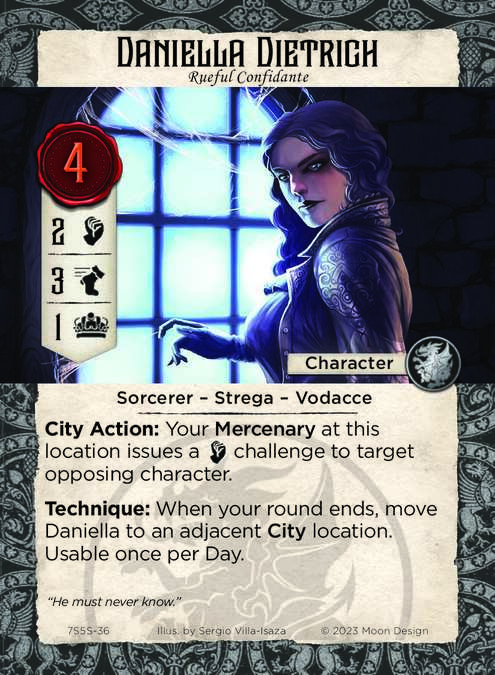 Daniella Dietrich
Rueful Confidante
4
2
3
1
Character
Sorcerer – Strega – Vodacce
City Action: Your Mercenary at this
location issues a challenge to target
opposing character.
Technique: When your round ends, move
Daniella to an adjacent City location.
Usable once per Day.
“He must never know.”
7S5S-36 Illus. by Sergio Villa-Isaza © 2023 Moon Design